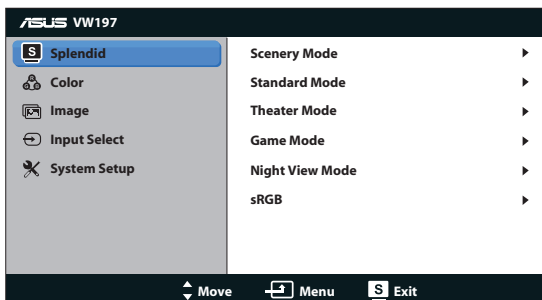 ASUS VW197
S Splendid
Color
Image
Input Select
System Setup
Scenery Mode
Standard Mode
Theater Mode
Game Mode
Night View Mode
sRGB
Move Menu S Exit